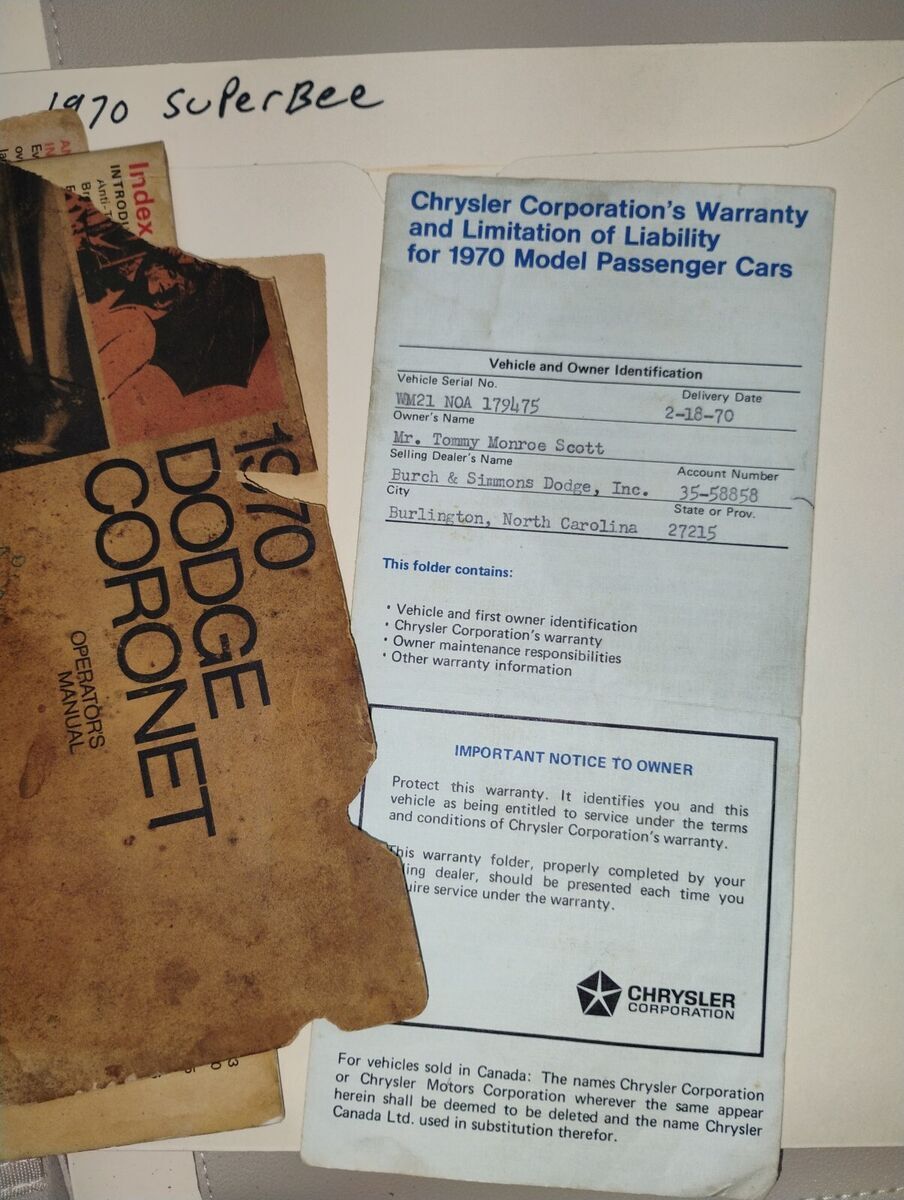 1970 SuPerBee
Index
INTRODU
Anti-T
1970
DODGE
CORONET
OPERATOR'S
MANUAL
Chrysler Corporation's Warranty
and Limitation of Liability
for 1970 Model Passenger Cars
Vehicle and Owner Identification
Vehicle Serial No. Delivery Date
WM21 NOA 179475 2-18-70
Owner's Name
Mr. Tommy Monroe Scott
Selling Dealer's Name Account Number
Burch & Simmons Dodge, Inc. 35-58858
City State or Prov.
Burlington, North Carolina 27215
This folder contains:
• Vehicle and first owner identification
• Chrysler Corporation's warranty
• Owner maintenance responsibilities
• Other warranty information
IMPORTANT NOTICE TO OWNER
Protect this warranty. It identifies you and this
vehicle as being entitled to service under the terms
and conditions of Chrysler Corporation's warranty.
This warranty folder, properly completed by your
ling dealer, should be presented each time you
uire service under the warranty.
CHRYSLER
CORPORATION
For vehicles sold in Canada: The names Chrysler Corporation
or Chrysler Motors Corporation wherever the same appear
herein shall be deemed to be deleted and the name Chrysler
Canada Ltd. used in substitution therefor.